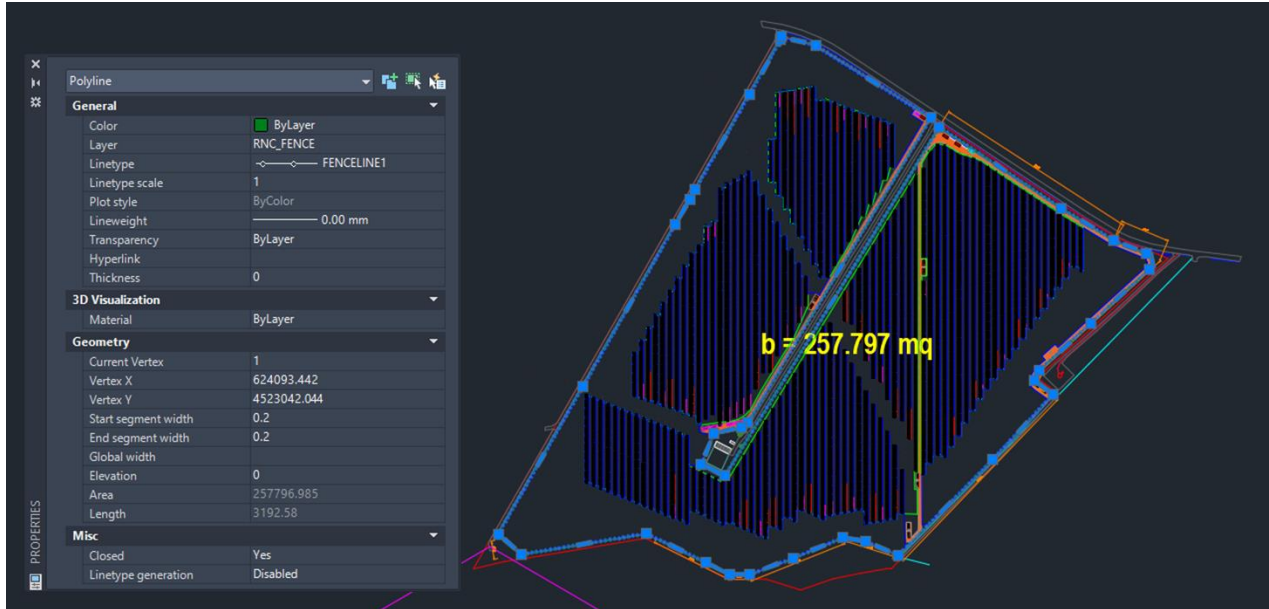 Polyline
General
Color ByLayer
Layer RNC_FENCE
Linetype FENCELINE1
Linetype scale 1
Plot style ByColor
Lineweight 0.00 mm
Transparency ByLayer
Hyperlink
Thickness 0
3D Visualization
Material ByLayer
Geometry
Current Vertex 1
Vertex X 624093.442
Vertex Y 4523042.044
Start segment width 0.2
End segment width 0.2
Global width
Elevation 0
Area 257796.985
Length 3192.58
Misc
Closed Yes
Linetype generation Disabled
PROPERTIES
b = 257.797 mq